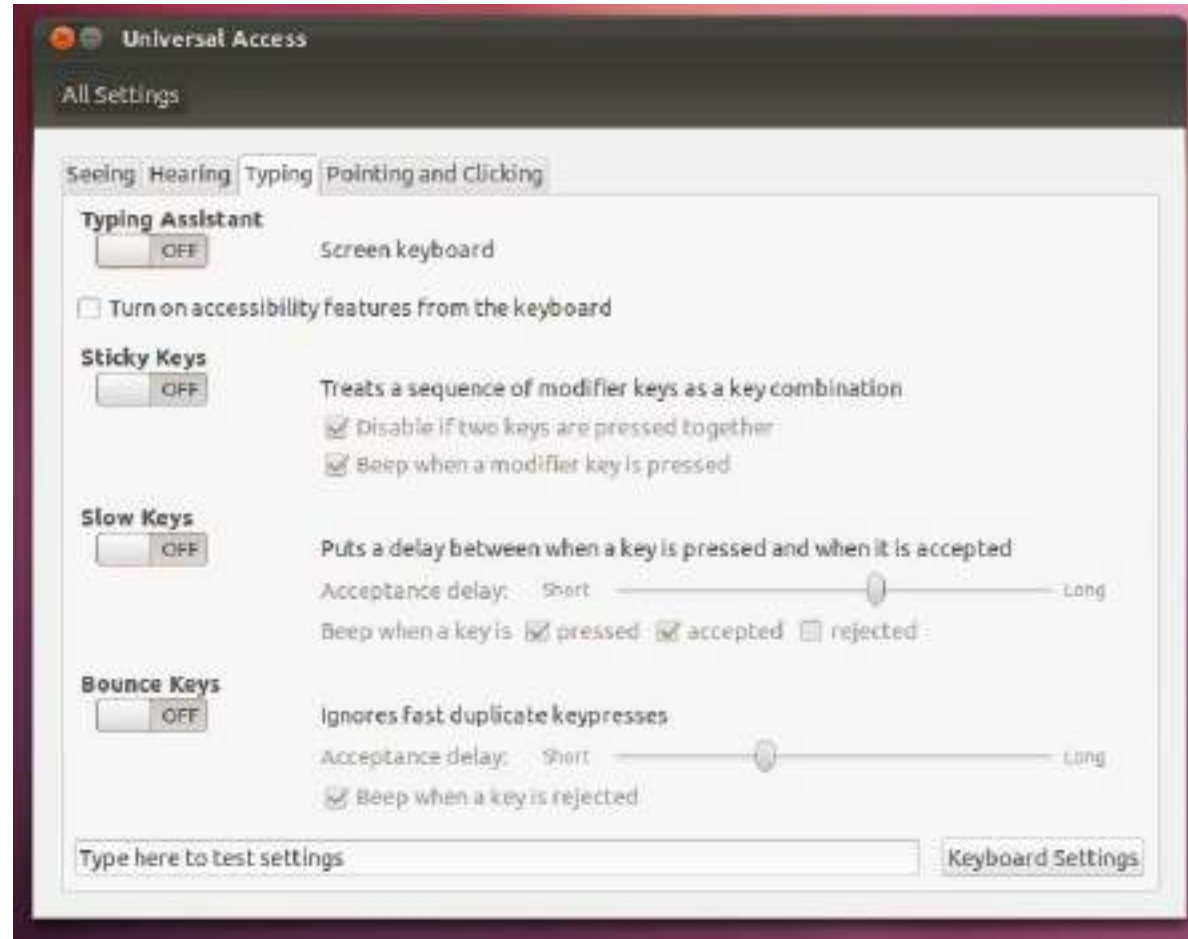 Universal Access
All Settings
Seeing Hearing Typing Pointing and Clicking
Typing Assistant
OFF Screen keyboard
Turn on accessibility features from the keyboard
Sticky Keys
OFF Treats a sequence of modifier keys as a key combination
Disable if two keys are pressed together
Beep when a modifier key is pressed
Slow Keys
OFF Puts a delay between when a key is pressed and when it is accepted
Acceptance delay: Short Long
Beep when a key is pressed accepted rejected
Bounce Keys
OFF Ignores fast duplicate keypresses
Acceptance delay: Short Long
Beep when a key is rejected
Type here to test settings Keyboard Settings